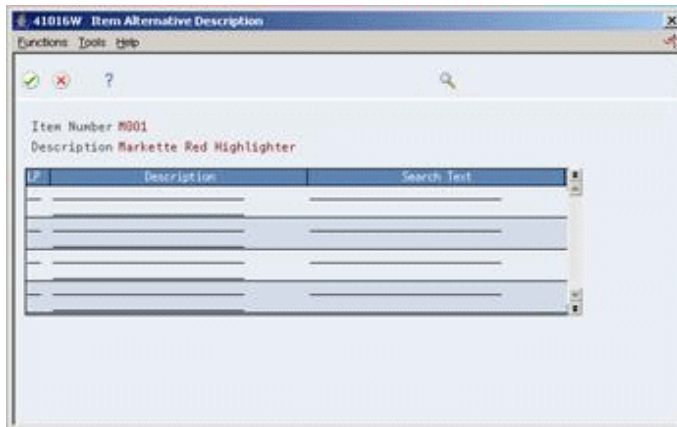 41016W Item Alternative Description
Functions Tools Help
?
Item Number M001
Description Markette Red Highlighter
LP Description Search Text